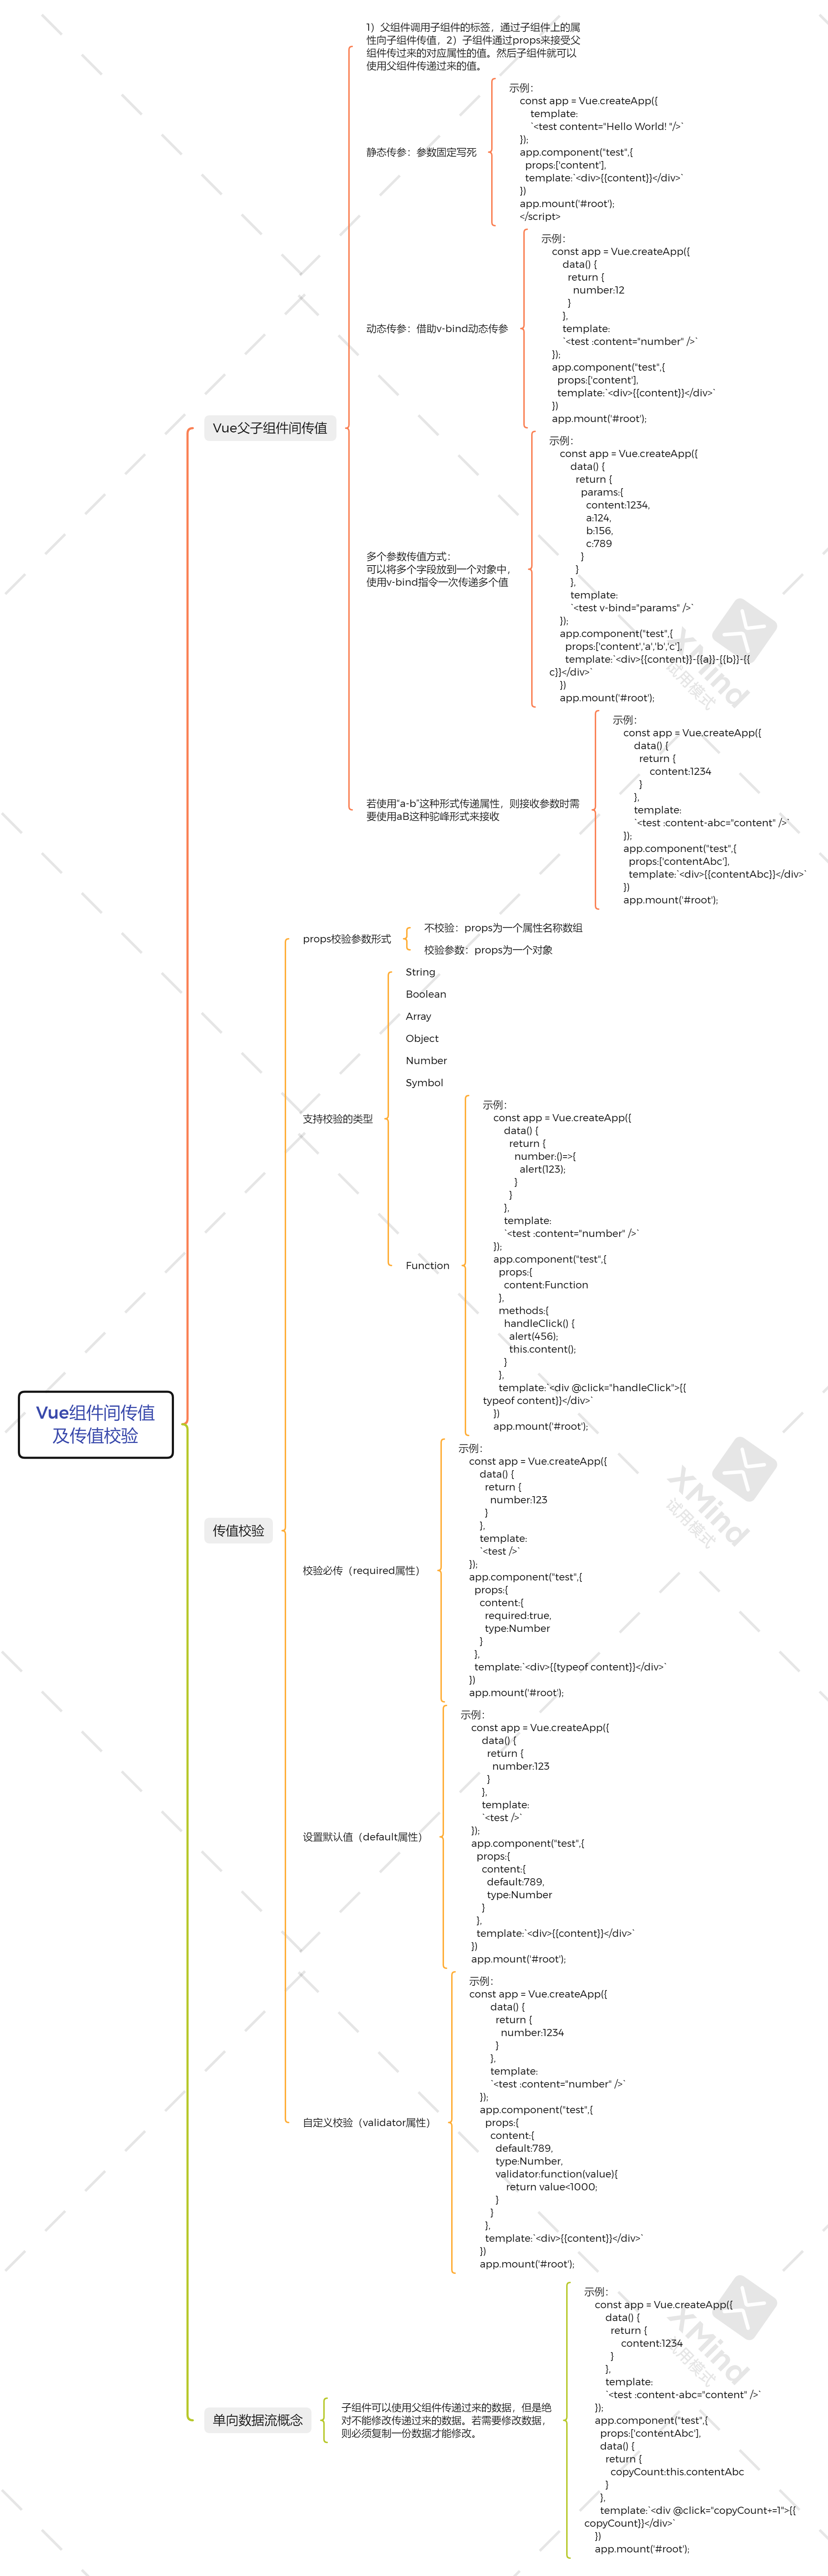 1）父组件调用子组件的标签，通过子组件上的属
性向子组件传值，2）子组件通过props来接受父
组件传过来的对应属性的值。然后子组件就可以
使用父组件传递过来的值。
静态传参：参数固定写死
示例：
const app = Vue.createApp({
template:
`<test content="Hello World! "/>`
});
app.component("test",{
props:['content'],
template:`<div>{{content}}</div>`
})
app.mount('#root');
</script>
动态传参：借助v-bind动态传参
示例：
const app = Vue.createApp({
data() {
return {
number:12
}
},
template:
`<test :content="number" />`
});
app.component("test",{
props:['content'],
template:`<div>{{content}}</div>`
})
app.mount('#root');
Vue父子组件间传值
多个参数传值方式：
可以将多个字段放到一个对象中，
使用v-bind指令一次传递多个值
示例：
const app = Vue.createApp({
data() {
return {
params:{
content:1234,
a:124,
b:156,
c:789
}
}
},
template:
`<test v-bind="params" />`
});
app.component("test",{
props:['content','a','b','c'],
template:`<div>{{content}}-{{a}}-{{b}}-{{
c}}</div>`
})
app.mount('#root');
若使用“a-b”这种形式传递属性，则接收参数时需
要使用aB这种驼峰形式来接收
示例：
const app = Vue.createApp({
data() {
return {
content:1234
}
},
template:
`<test :content-abc="content" />`
});
app.component("test",{
props:['contentAbc'],
template:`<div>{{contentAbc}}</div>`
})
app.mount('#root');
props校验参数形式
不校验：props为一个属性名称数组
校验参数：props为一个对象
支持校验的类型
String
Boolean
Array
Object
Number
Symbol
Function
示例：
const app = Vue.createApp({
data() {
return {
number:()=>{
alert(123);
}
}
},
template:
`<test :content="number" />`
});
app.component("test",{
props:{
content:Function
},
methods:{
handleClick() {
alert(456);
this.content();
}
},
template:`<div @click="handleClick">{{
typeof content}}</div>`
})
app.mount('#root');
Vue组件间传值
及传值校验
传值校验
校验必传（required属性）
示例：
const app = Vue.createApp({
data() {
return {
number:123
}
},
template:
`<test />`
});
app.component("test",{
props:{
content:{
required:true,
type:Number
}
},
template:`<div>{{typeof content}}</div>`
})
app.mount('#root');
设置默认值（default属性）
示例：
const app = Vue.createApp({
data() {
return {
number:123
}
},
template:
`<test />`
});
app.component("test",{
props:{
content:{
default:789,
type:Number
}
},
template:`<div>{{content}}</div>`
})
app.mount('#root');
自定义校验（validator属性）
示例：
const app = Vue.createApp({
data() {
return {
number:1234
}
},
template:
`<test :content="number" />`
});
app.component("test",{
props:{
content:{
default:789,
type:Number,
validator:function(value){
return value<1000;
}
}
},
template:`<div>{{content}}</div>`
})
app.mount('#root');
单向数据流概念
子组件可以使用父组件传递过来的数据，但是绝
对不能修改传递过来的数据。若需要修改数据，
则必须复制一份数据才能修改。
示例：
const app = Vue.createApp({
data() {
return {
content:1234
}
},
template:
`<test :content-abc="content" />`
});
app.component("test",{
props:['contentAbc'],
data() {
return {
copyCount:this.contentAbc
}
},
template:`<div @click="copyCount+=1">{{
copyCount}}</div>`
})
app.mount('#root');
XMind
试用模式
XMind
试用模式
XMind
试用模式